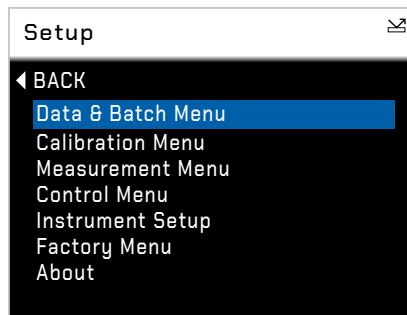 Setup
BACK
Data & Batch Menu
Calibration Menu
Measurement Menu
Control Menu
Instrument Setup
Factory Menu
About